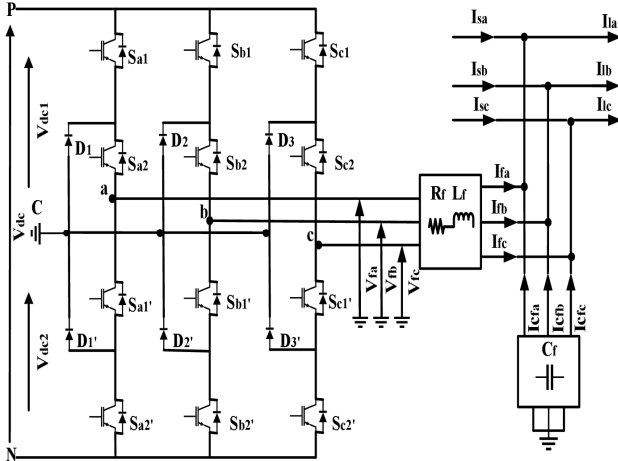 P
Isa
Ila
Sa1
Sb1
Sc1
Isb
Ilb
Isc
Ilc
Vdc1
D1
D2
D3
Sa2
Sb2
Sc2
a
Rf Lf
Ifa
Vdc
C
b
Ifb
c
Ifc
Vfa
Vfb
Vfc
Sa1'
Sb1'
Sc1'
Icfa
Icfb
Icfc
Vdc2
D1'
D2'
D3'
Cf
Sa2'
Sb2'
Sc2'
N